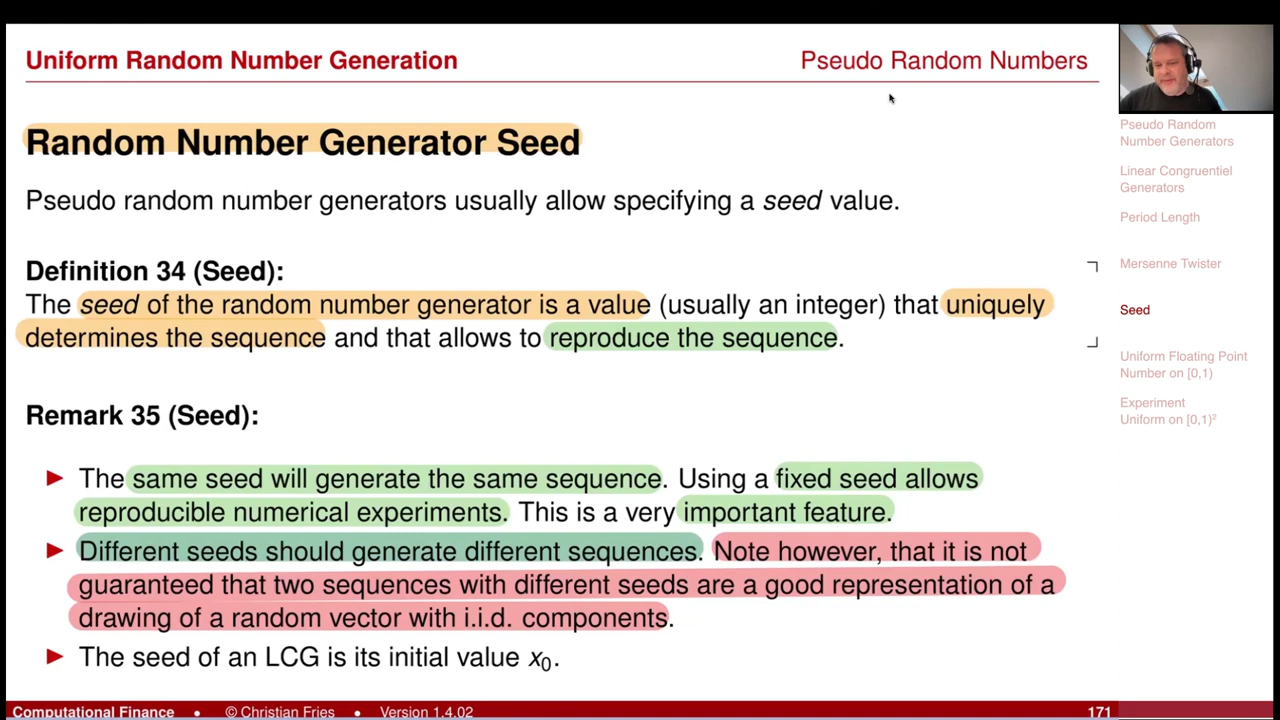 Uniform Random Number Generation
Pseudo Random Numbers
Random Number Generator Seed
Pseudo random number generators usually allow specifying a seed value.
Definition 34 (Seed):
The seed of the random number generator is a value (usually an integer) that uniquely
determines the sequence and that allows to reproduce the sequence.
Remark 35 (Seed):
► The same seed will generate the same sequence. Using a fixed seed allows
reproducible numerical experiments. This is a very important feature.
► Different seeds should generate different sequences. Note however, that it is not
guaranteed that two sequences with different seeds are a good representation of a
drawing of a random vector with i.i.d. components.
► The seed of an LCG is its initial value x₀.
Pseudo Random
Number Generators
Linear Congruentiel
Generators
Period Length
Mersenne Twister
Seed
Uniform Floating Point
Number on [0,1)
Experiment
Uniform on [0,1)²
Computational Finance • © Christian Fries • Version 1.4.02
171